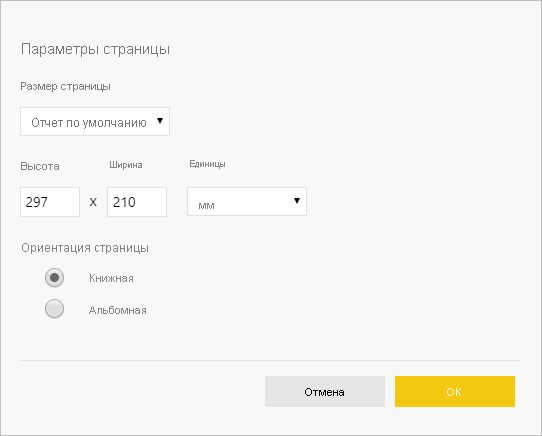 Параметры страницы
Размер страницы
Отчет по умолчанию
Высота Ширина Единицы
297 x 210 мм
Ориентация страницы
Книжная
Альбомная
Отмена ОК